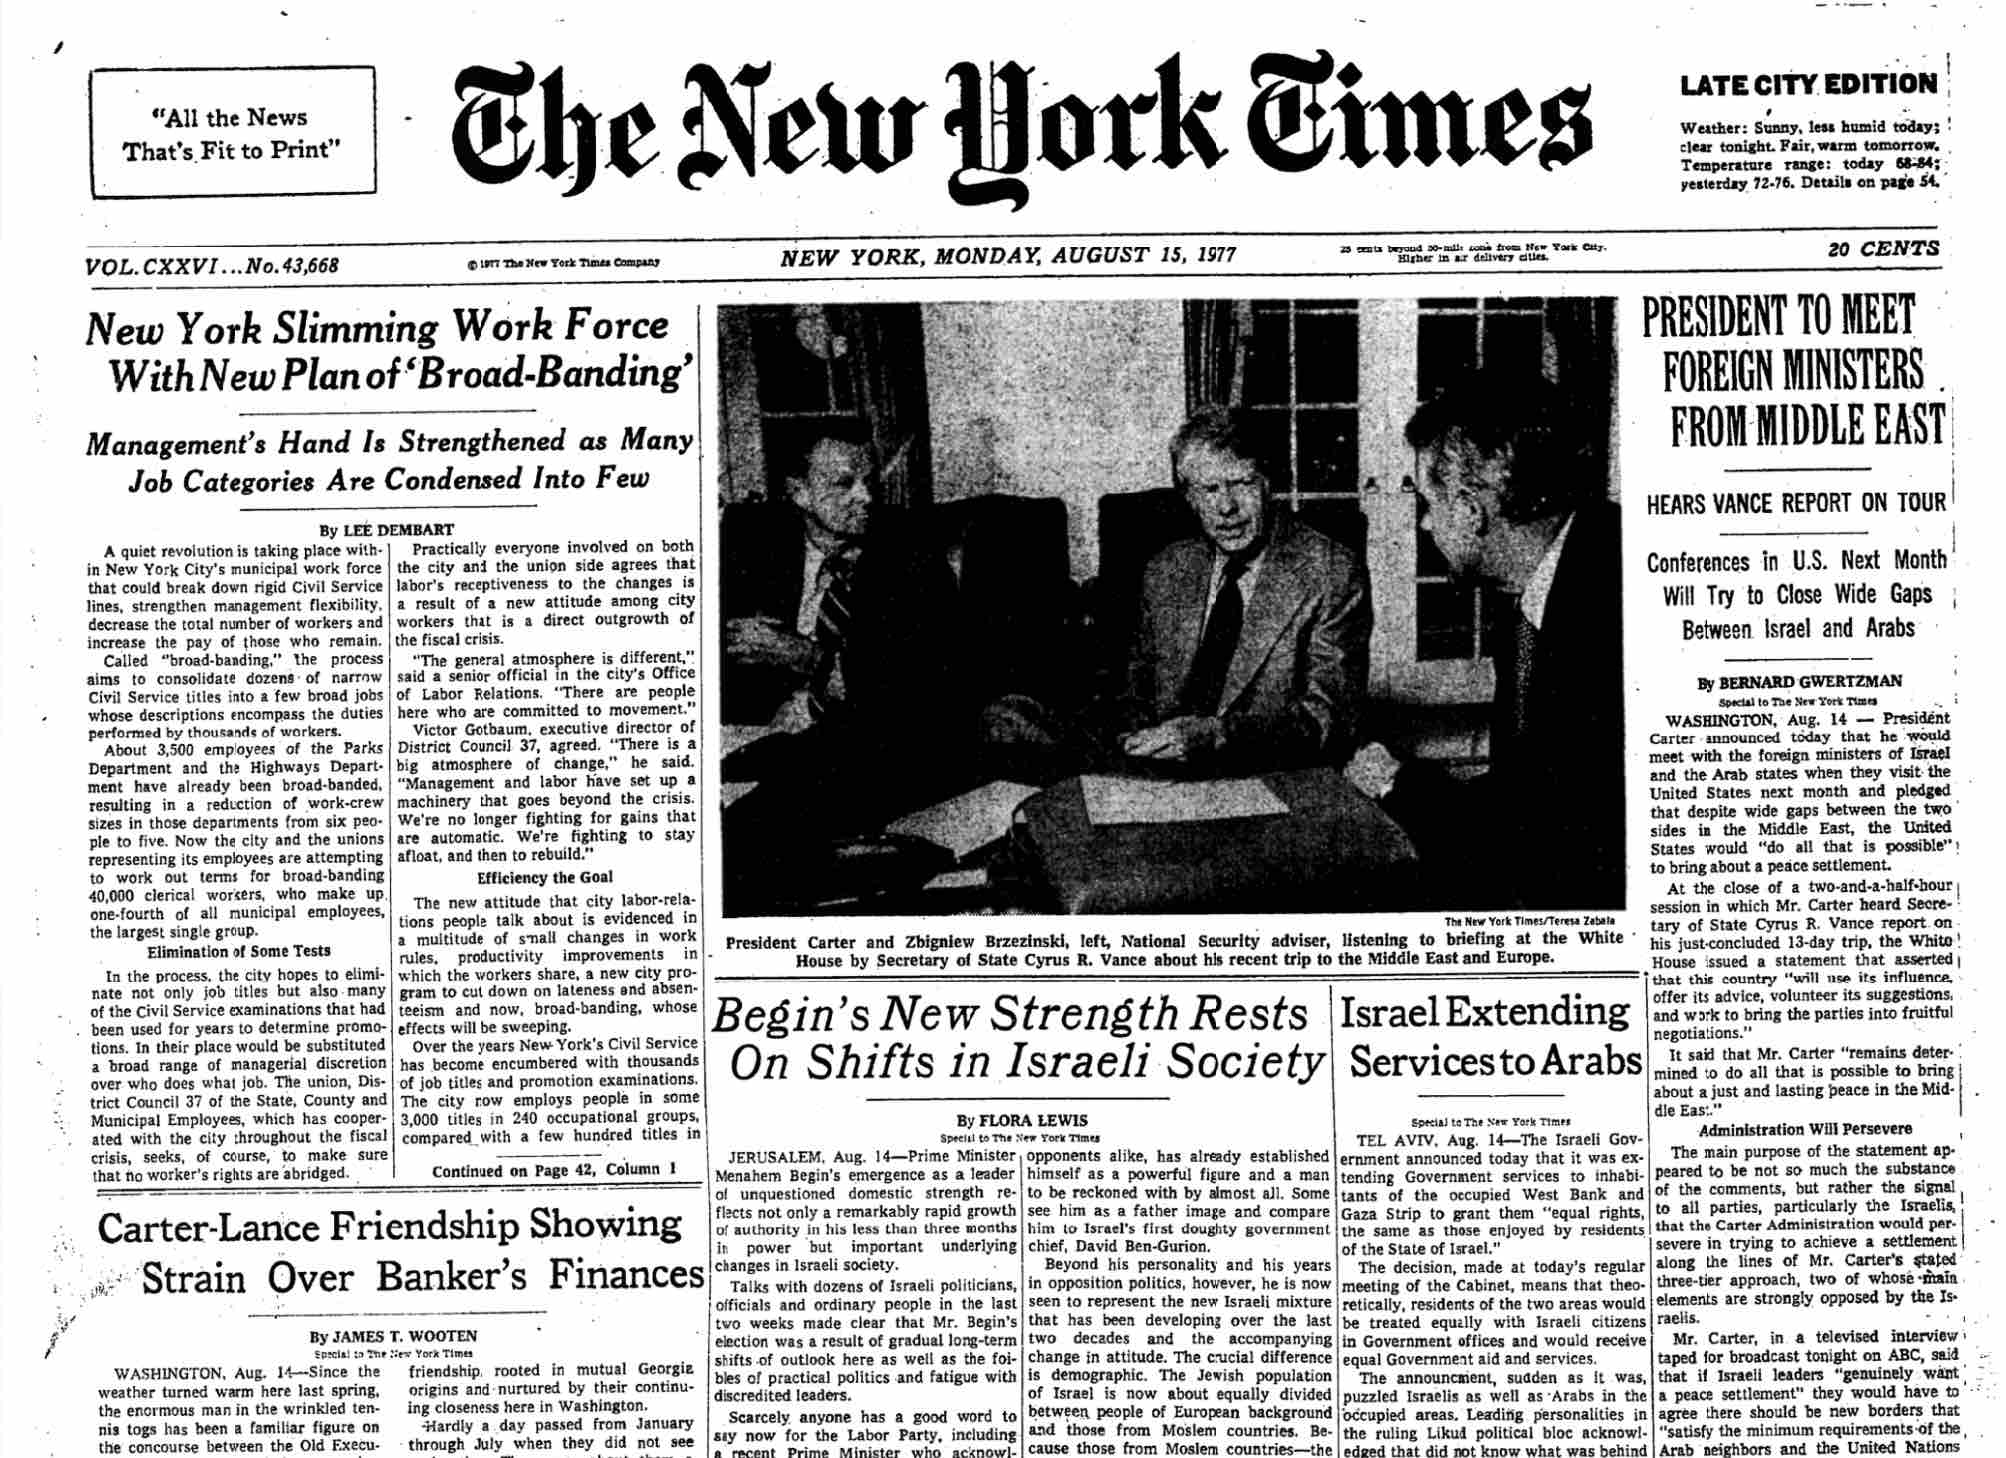 "All the News
That's Fit to Print"
The New York Times
LATE CITY EDITION
Weather: Sunny, less humid today;
clear tonight. Fair, warm tomorrow.
Temperature range: today 68-84;
yesterday 72-76. Details on page 54.
VOL. CXXVI...No. 43,668
© 1977 The New York Times Company
NEW YORK, MONDAY, AUGUST 15, 1977
25 cents beyond 50-mile zone from New York City.
Higher in air delivery cities.
20 CENTS
New York Slimming Work Force
With New Plan of 'Broad-Banding'
Management's Hand Is Strengthened as Many
Job Categories Are Condensed Into Few
By LEE DEMBART
A quiet revolution is taking place with-
in New York City's municipal work force
that could break down rigid Civil Service
lines, strengthen management flexibility,
decrease the total number of workers and
increase the pay of those who remain.
Called "broad-banding," the process
aims to consolidate dozens of narrow
Civil Service titles into a few broad jobs
whose descriptions encompass the duties
performed by thousands of workers.
About 3,500 employees of the Parks
Department and the Highways Depart-
ment have already been broad-banded,
resulting in a reduction of work-crew
sizes in those departments from six peo-
ple to five. Now the city and the unions
representing its employees are attempting
to work out terms for broad-banding
40,000 clerical workers, who make up
one-fourth of all municipal employees,
the largest single group.
Elimination of Some Tests
In the process, the city hopes to elimi-
nate not only job titles but also many
of the Civil Service examinations that had
been used for years to determine promo-
tions. In their place would be substituted
a broad range of managerial discretion
over who does what job. The union, Dis-
trict Council 37 of the State, County and
Municipal Employees, which has cooper-
ated with the city throughout the fiscal
crisis, seeks, of course, to make sure
that no worker's rights are abridged.
Practically everyone involved on both
the city and the union side agrees that
labor's receptiveness to the changes is
a result of a new attitude among city
workers that is a direct outgrowth of
the fiscal crisis.
"The general atmosphere is different,"
said a senior official in the city's Office
of Labor Relations. "There are people
here who are committed to movement."
Victor Gotbaum, executive director of
District Council 37, agreed. "There is a
big atmosphere of change," he said.
"Management and labor have set up a
machinery that goes beyond the crisis.
We're no longer fighting for gains that
are automatic. We're fighting to stay
afloat, and then to rebuild."
Efficiency the Goal
The new attitude that city labor-rela-
tions people talk about is evidenced in
a multitude of small changes in work
rules, productivity improvements in
which the workers share, a new city pro-
gram to cut down on lateness and absen-
teeism and now, broad-banding, whose
effects will be sweeping.
Over the years New York's Civil Service
has become encumbered with thousands
of job titles and promotion examinations.
The city now employs people in some
3,000 titles in 240 occupational groups,
compared with a few hundred titles in
Continued on Page 42, Column 1
The New York Times/Teresa Zabala
President Carter and Zbigniew Brzezinski, left, National Security adviser, listening to briefing at the White
House by Secretary of State Cyrus R. Vance about his recent trip to the Middle East and Europe.
PRESIDENT TO MEET
FOREIGN MINISTERS
FROM MIDDLE EAST
HEARS VANCE REPORT ON TOUR
Conferences in U.S. Next Month
Will Try to Close Wide Gaps
Between Israel and Arabs
By BERNARD GWERTZMAN
Special to The New York Times
WASHINGTON, Aug. 14 — President
Carter announced today that he would
meet with the foreign ministers of Israel
and the Arab states when they visit the
United States next month and pledged
that despite wide gaps between the two
sides in the Middle East, the United
States would "do all that is possible"
to bring about a peace settlement.
At the close of a two-and-a-half-hour
session in which Mr. Carter heard Secre-
tary of State Cyrus R. Vance report on
his just-concluded 13-day trip, the White
House issued a statement that asserted
that this country "will use its influence,
offer its advice, volunteer its suggestions,
and work to bring the parties into fruitful
negotiations."
It said that Mr. Carter "remains deter-
mined to do all that is possible to bring
about a just and lasting peace in the Mid-
dle East."
Administration Will Persevere
The main purpose of the statement ap-
peared to be not so much the substance
of the comments, but rather the signal
to all parties, particularly the Israelis,
that the Carter Administration would per-
severe in trying to achieve a settlement
along the lines of Mr. Carter's stated
three-tier approach, two of whose main
elements are strongly opposed by the Is-
raelis.
Mr. Carter, in a televised interview
taped for broadcast tonight on ABC, said
that if Israeli leaders "genuinely want
a peace settlement" they would have to
agree there should be new borders that
"satisfy the minimum requirements of the
Arab neighbors and the United Nations
Begin's New Strength Rests
On Shifts in Israeli Society
By FLORA LEWIS
Special to The New York Times
JERUSALEM, Aug. 14—Prime Minister
Menahem Begin's emergence as a leader
of unquestioned domestic strength re-
flects not only a remarkably rapid growth
of authority in his less than three months
in power but important underlying
changes in Israeli society.
Talks with dozens of Israeli politicians,
officials and ordinary people in the last
two weeks made clear that Mr. Begin's
election was a result of gradual long-term
shifts of outlook here as well as the foi-
bles of practical politics and fatigue with
discredited leaders.
Scarcely anyone has a good word to
say now for the Labor Party, including
a recent Prime Minister who acknowl-
opponents alike, has already established
himself as a powerful figure and a man
to be reckoned with by almost all. Some
see him as a father image and compare
him to Israel's first doughty government
chief, David Ben-Gurion.
Beyond his personality and his years
in opposition politics, however, he is now
seen to represent the new Israeli mixture
that has been developing over the last
two decades and the accompanying
change in attitude. The crucial difference
is demographic. The Jewish population
of Israel is now about equally divided
between people of European background
and those from Moslem countries. Be-
cause those from Moslem countries—the
Israel Extending
Services to Arabs
Special to The New York Times
TEL AVIV, Aug. 14—The Israeli Gov-
ernment announced today that it was ex-
tending Government services to inhabi-
tants of the occupied West Bank and
Gaza Strip to grant them "equal rights,
the same as those enjoyed by residents
of the State of Israel."
The decision, made at today's regular
meeting of the Cabinet, means that theo-
retically, residents of the two areas would
be treated equally with Israeli citizens
in Government offices and would receive
equal Government aid and services.
The announcment, sudden as it was,
puzzled Israelis as well as Arabs in the
occupied areas. Leading personalities in
the ruling Likud political bloc acknowl-
edged that did not know what was behind
Carter-Lance Friendship Showing
Strain Over Banker's Finances
By JAMES T. WOOTEN
Special to The New York Times
WASHINGTON, Aug. 14—Since the
weather turned warm here last spring,
the enormous man in the wrinkled ten-
nis togs has been a familiar figure on
the concourse between the Old Execu-
friendship, rooted in mutual Georgia
origins and nurtured by their continu-
ing closeness here in Washington.
Hardly a day passed from January
through July when they did not see